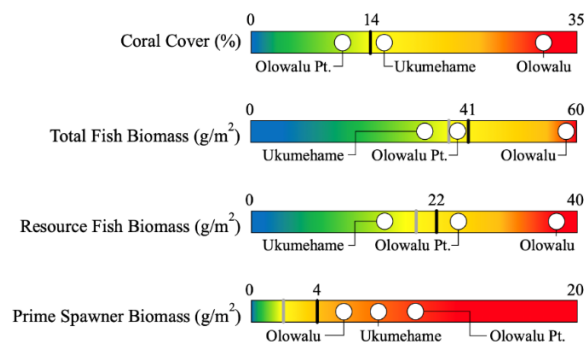 0 14 35
Coral Cover (%)
Olowalu Pt. Ukumehame Olowalu
0 41 60
Total Fish Biomass (g/m²)
Ukumehame Olowalu Pt. Olowalu
0 22 40
Resource Fish Biomass (g/m²)
Ukumehame Olowalu Pt. Olowalu
0 4 20
Prime Spawner Biomass (g/m²)
Olowalu Ukumehame Olowalu Pt.